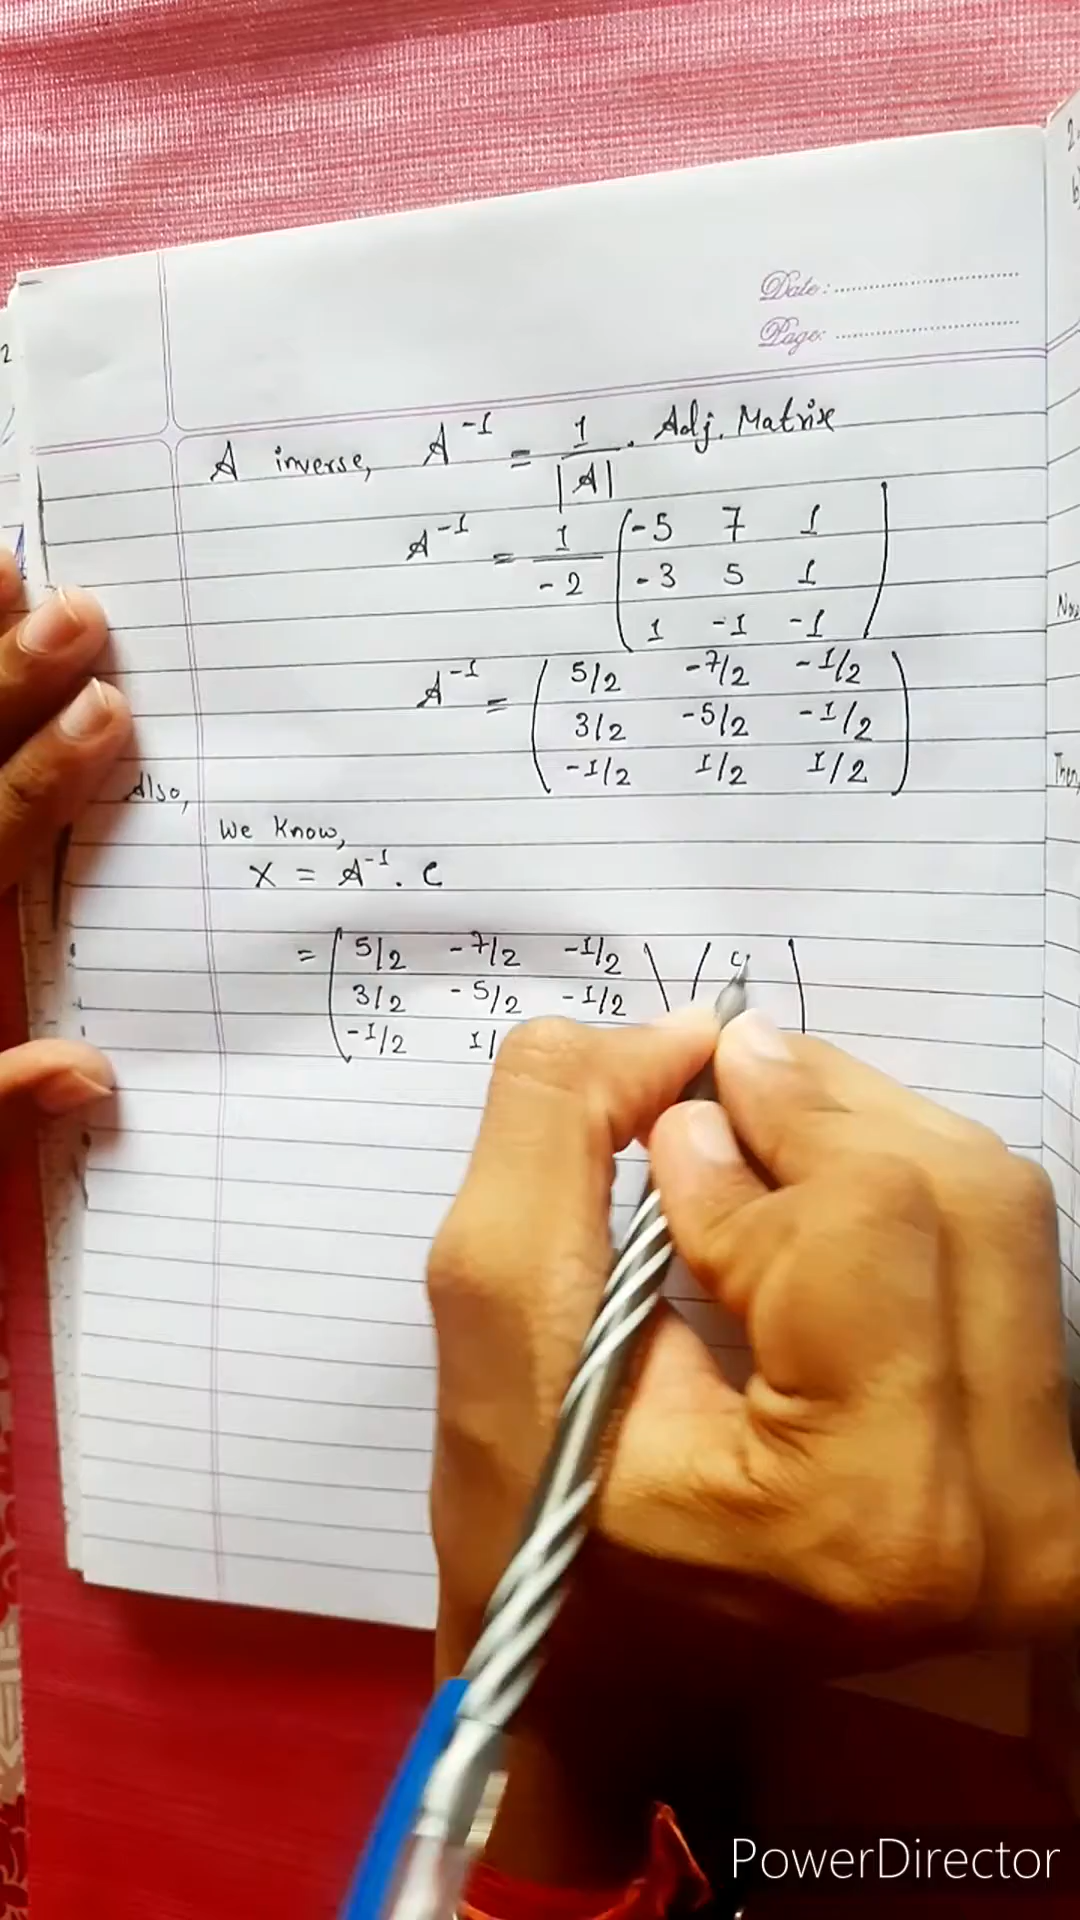 Date:
Page:
A inverse, A⁻¹ = 1/|A| . Adj. Matrix
A⁻¹ = 1/-2 ( -5 7 1
-3 5 1
1 -1 -1 )
A⁻¹ = ( 5/2 -7/2 -1/2
3/2 -5/2 -1/2
-1/2 1/2 1/2 )
Also,
We Know,
X = A⁻¹ . C
= ( 5/2 -7/2 -1/2 ) (
3/2 -5/2 -1/2
-1/2 1/
2
Then,
PowerDirector